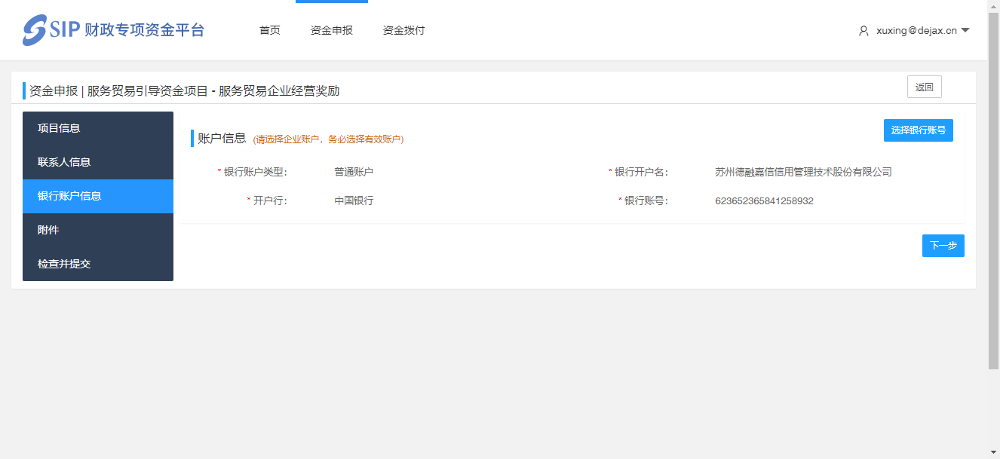 SIP 财政专项资金平台 首页 资金申报 资金拨付 xuxing@dejax.cn
资金申报 | 服务贸易引导资金项目 - 服务贸易企业经营奖励 返回
项目信息
联系人信息
银行账户信息
附件
检查并提交
账户信息 (请选择企业账户，务必选择有效账户) 选择银行账号
* 银行账户类型： 普通账户 * 银行开户名： 苏州德融嘉信信用管理技术股份有限公司
* 开户行： 中国银行 * 银行账号： 623652365841258932
下一步